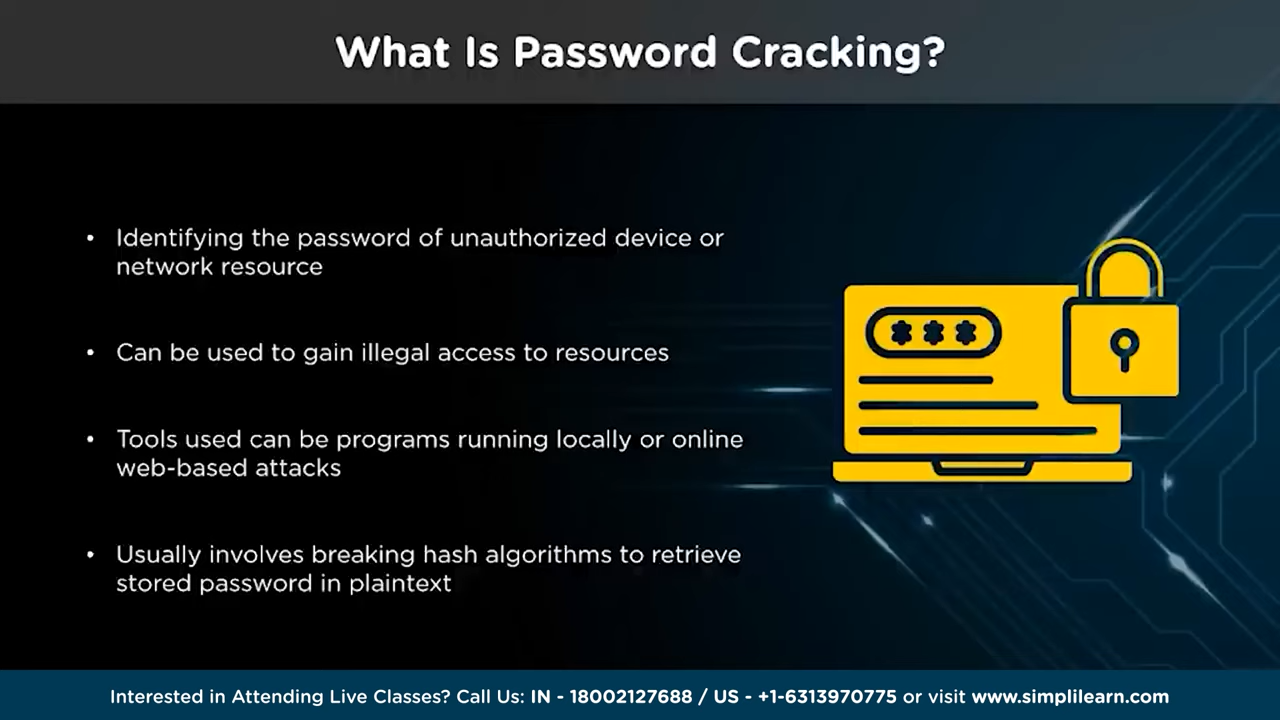 What Is Password Cracking?
• Identifying the password of unauthorized device or
network resource
• Can be used to gain illegal access to resources
• Tools used can be programs running locally or online
web-based attacks
• Usually involves breaking hash algorithms to retrieve
stored password in plaintext
Interested in Attending Live Classes? Call Us: IN - 18002127688 / US - +1-6313970775 or visit www.simplilearn.com